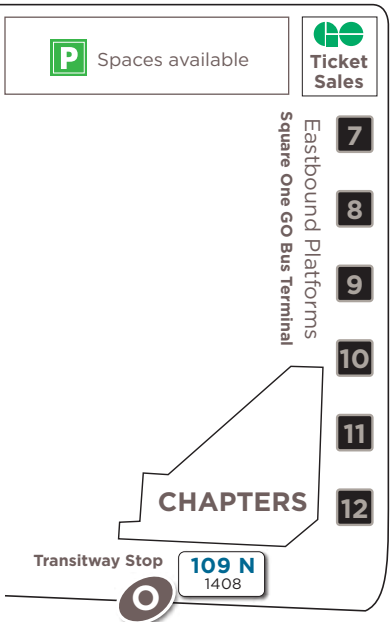 P Spaces available
GO
Ticket
Sales
Eastbound Platforms
Square One GO Bus Terminal
7
8
9
10
11
12
CHAPTERS
Transitway Stop
O
109 N
1408